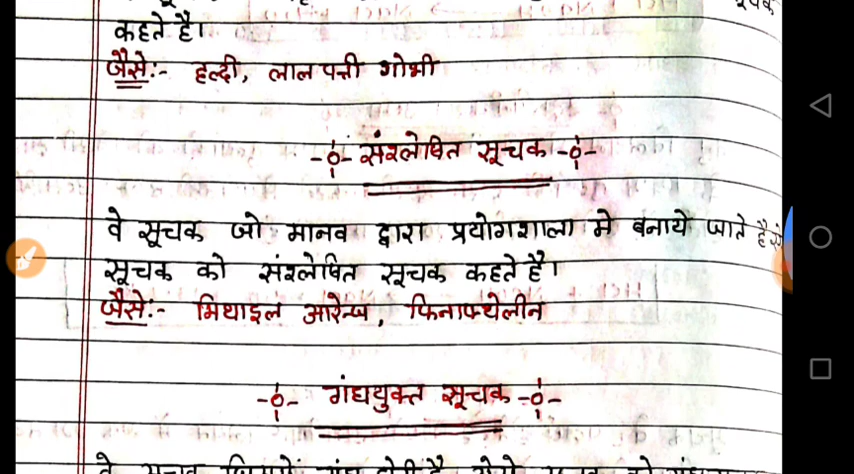 कहते है।
जैसे:- हल्दी, लाल पत्ती गोभी
संश्लेषित सूचक
वे सूचक जो मानव द्वारा प्रयोगशाला मे बनाये जाते है
सूचक को संश्लेषित सूचक कहते है।
जैसे:- मिथाइल आरेन्ज, फिनाफ्थेलीन
गंधयुक्त सूचक